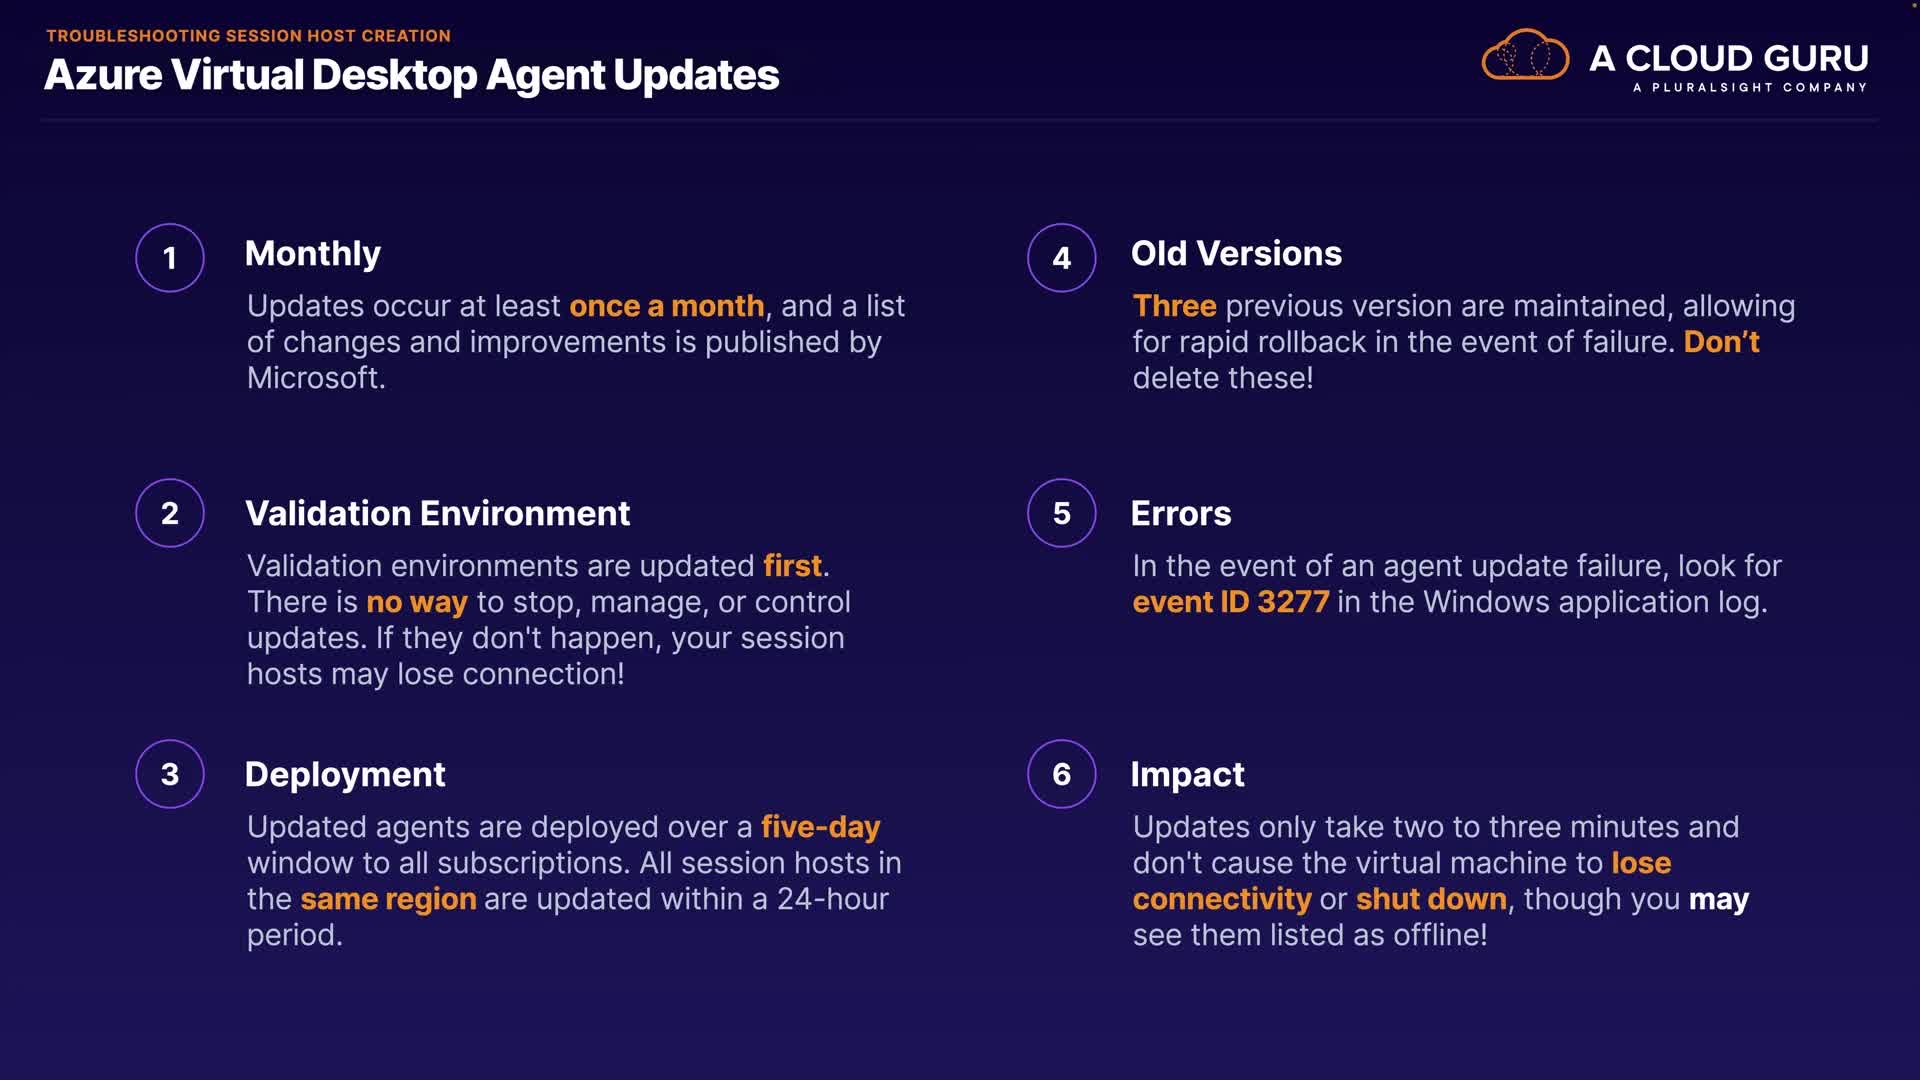 TROUBLESHOOTING SESSION HOST CREATION
Azure Virtual Desktop Agent Updates
A CLOUD GURU
A PLURALSIGHT COMPANY
1
Monthly
Updates occur at least once a month, and a list
of changes and improvements is published by
Microsoft.
2
Validation Environment
Validation environments are updated first.
There is no way to stop, manage, or control
updates. If they don't happen, your session
hosts may lose connection!
3
Deployment
Updated agents are deployed over a five-day
window to all subscriptions. All session hosts in
the same region are updated within a 24-hour
period.
4
Old Versions
Three previous version are maintained, allowing
for rapid rollback in the event of failure. Don’t
delete these!
5
Errors
In the event of an agent update failure, look for
event ID 3277 in the Windows application log.
6
Impact
Updates only take two to three minutes and
don't cause the virtual machine to lose
connectivity or shut down, though you may
see them listed as offline!